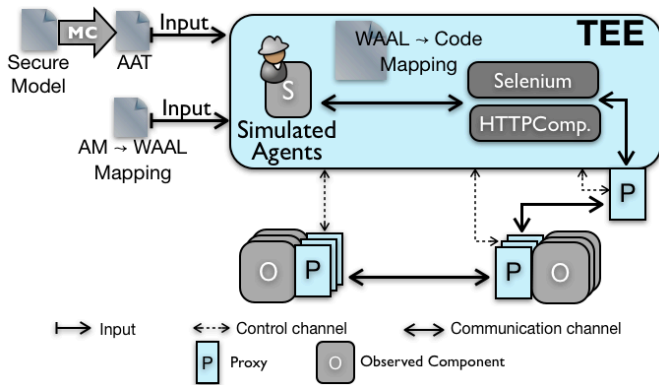 MC
Input
Secure
Model
AAT
Input
AM → WAAL
Mapping
TEE
WAAL → Code
Mapping
S
Simulated
Agents
Selenium
HTTPComp.
P
O
P
P
O
Input
Control channel
Communication channel
P
Proxy
O
Observed Component